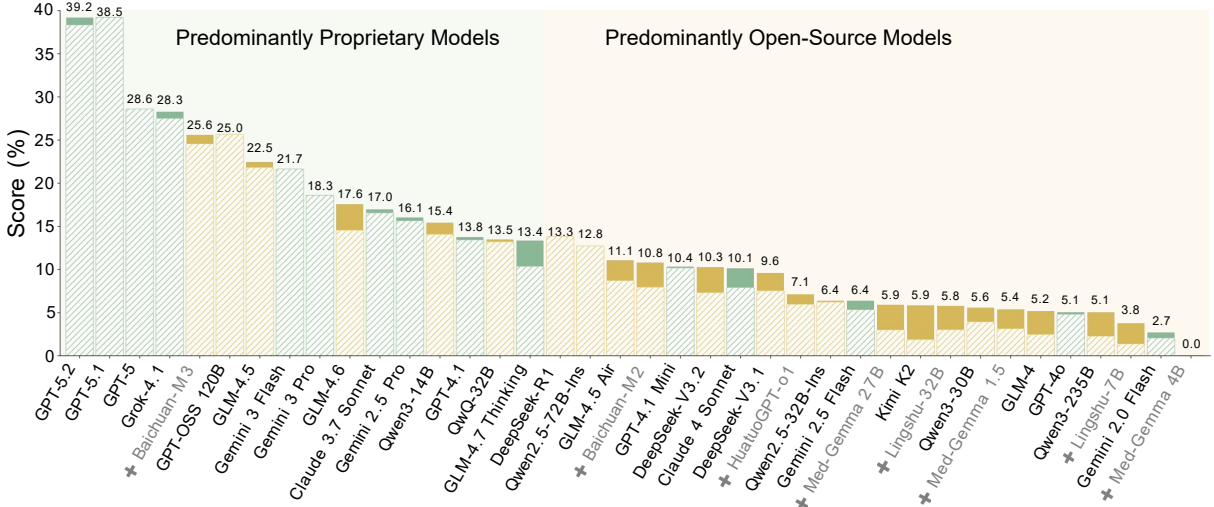 Predominantly Proprietary Models
Predominantly Open-Source Models
Score (%)
40
35
30
25
20
15
10
5
0
39.2
38.5
28.6
28.3
25.6
25.0
22.5
21.7
18.3
17.6
17.0
16.1
15.4
13.8
13.5
13.4
13.3
12.8
11.1
10.8
10.4
10.3
10.1
9.6
7.1
6.4
6.4
5.9
5.9
5.8
5.6
5.4
5.2
5.1
5.1
3.8
2.7
0.0
GPT-5.2
GPT-5.1
GPT-5
Grok-4.1
✚ Baichuan-M3
GPT-OSS 120B
GLM-4.5
Gemini 3 Flash
Gemini 3 Pro
GLM-4.6
Claude 3.7 Sonnet
Gemini 2.5 Pro
Qwen3-14B
GPT-4.1
QwQ-32B
GLM-4.7 Thinking
DeepSeek-R1
Qwen2.5-72B-Ins
GLM-4.5 Air
✚ Baichuan-M2
GPT-4.1 Mini
DeepSeek-V3.2
Claude 4 Sonnet
DeepSeek-V3.1
✚ HuatuoGPT-o1
Qwen2.5-32B-Ins
Gemini 2.5 Flash
✚ Med-Gemma 27B
Kimi K2
✚ Lingshu-32B
Qwen3-30B
✚ Med-Gemma 1.5
GLM-4
GPT-4o
Qwen3-235B
✚ Lingshu-7B
Gemini 2.0 Flash
✚ Med-Gemma 4B